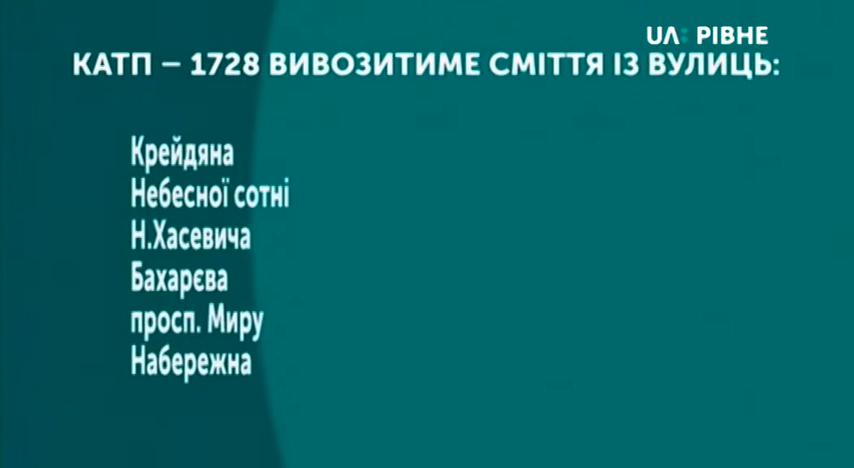 UA: РІВНЕ
КАТП – 1728 ВИВОЗИТИМЕ СМІТТЯ ІЗ ВУЛИЦЬ:
Крейдяна
Небесної сотні
Н.Хасевича
Бахарєва
просп. Миру
Набережна